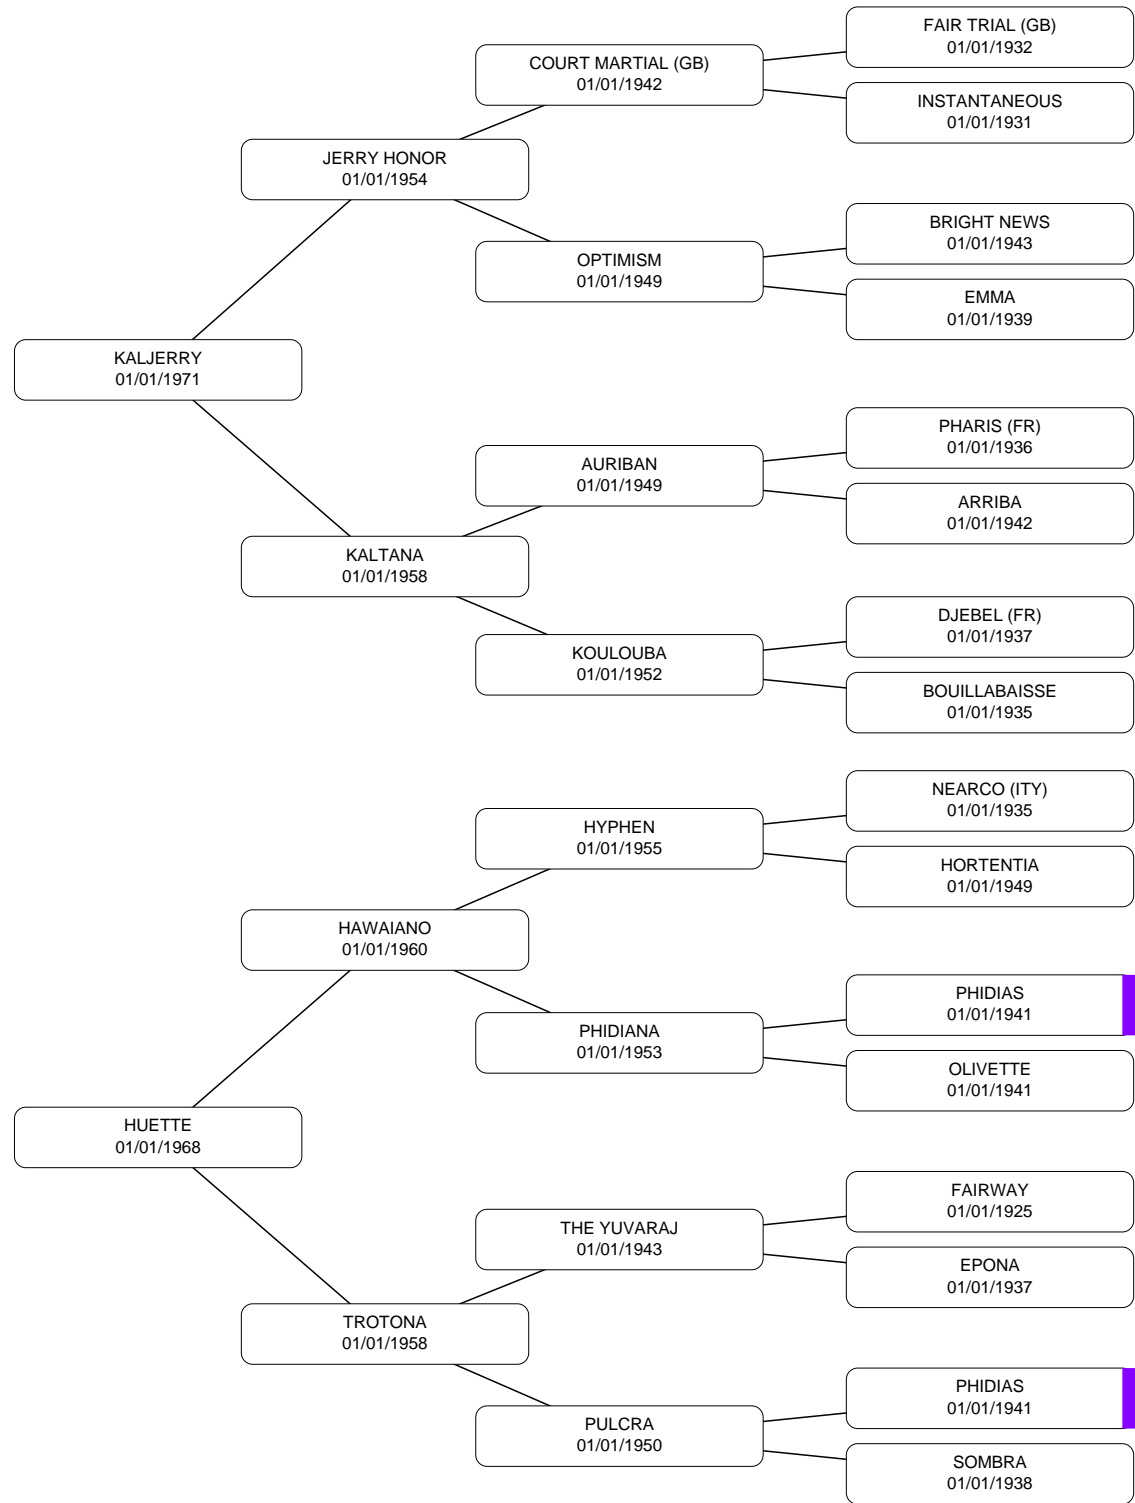 FAIR TRIAL (GB)
01/01/1932
COURT MARTIAL (GB)
01/01/1942
INSTANTANEOUS
01/01/1931
JERRY HONOR
01/01/1954
BRIGHT NEWS
01/01/1943
OPTIMISM
01/01/1949
EMMA
01/01/1939
KALJERRY
01/01/1971
PHARIS (FR)
01/01/1936
AURIBAN
01/01/1949
ARRIBA
01/01/1942
KALTANA
01/01/1958
DJEBEL (FR)
01/01/1937
KOULOUBA
01/01/1952
BOUILLABAISSE
01/01/1935
NEARCO (ITY)
01/01/1935
HYPHEN
01/01/1955
HORTENTIA
01/01/1949
HAWAIANO
01/01/1960
PHIDIAS
01/01/1941
PHIDIANA
01/01/1953
OLIVETTE
01/01/1941
HUETTE
01/01/1968
FAIRWAY
01/01/1925
THE YUVARAJ
01/01/1943
EPONA
01/01/1937
TROTONA
01/01/1958
PHIDIAS
01/01/1941
PULCRA
01/01/1950
SOMBRA
01/01/1938